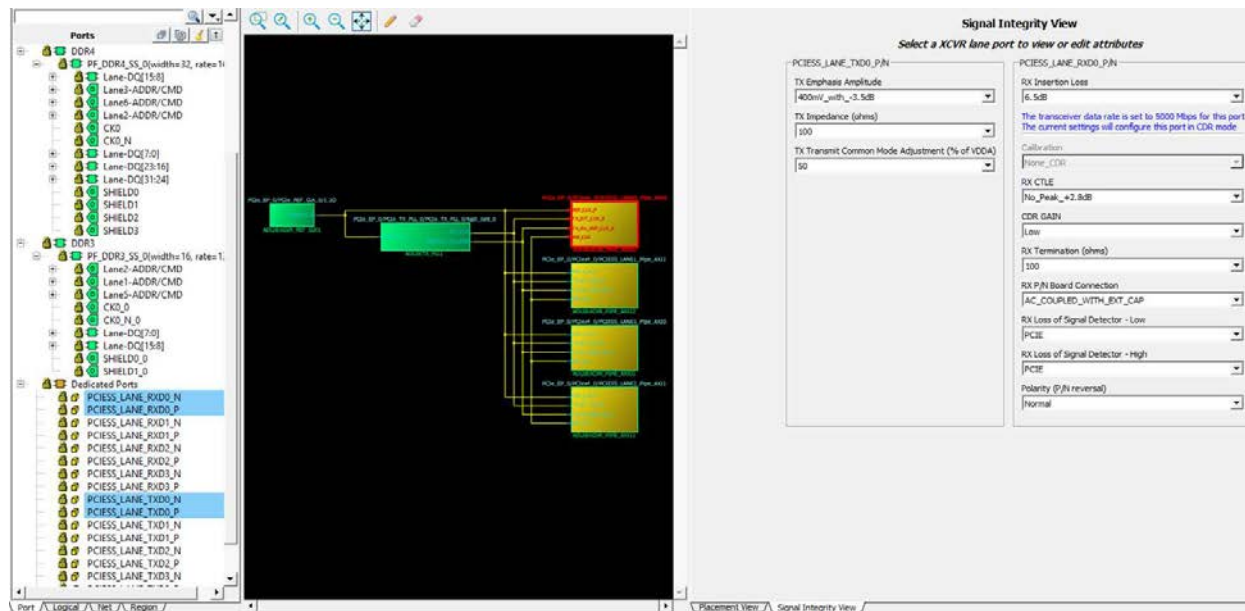 Ports
DDR4
PF_DDR4_SS_0(width=32, rate=16
Lane-DQ[15:8]
Lane3-ADDR/CMD
Lane6-ADDR/CMD
Lane2-ADDR/CMD
CK0
CK0_N
Lane-DQ[7:0]
Lane-DQ[23:16]
Lane-DQ[31:24]
SHIELD0
SHIELD1
SHIELD2
SHIELD3
DDR3
PF_DDR3_SS_0(width=16, rate=1
Lane2-ADDR/CMD
Lane1-ADDR/CMD
Lane5-ADDR/CMD
CK0_0
CK0_N_0
Lane-DQ[7:0]
Lane-DQ[15:8]
SHIELD0_0
SHIELD1_0
Dedicated Ports
PCIESS_LANE_RXD0_N
PCIESS_LANE_RXD0_P
PCIESS_LANE_RXD1_N
PCIESS_LANE_RXD1_P
PCIESS_LANE_RXD2_N
PCIESS_LANE_RXD2_P
PCIESS_LANE_RXD3_N
PCIESS_LANE_RXD3_P
PCIESS_LANE_TXD0_N
PCIESS_LANE_TXD0_P
PCIESS_LANE_TXD1_N
PCIESS_LANE_TXD1_P
PCIESS_LANE_TXD2_N
PCIESS_LANE_TXD2_P
PCIESS_LANE_TXD3_N
Port Logical Net Region
Signal Integrity View
Select a XCVR lane port to view or edit attributes
PCIESS_LANE_TXD0_P/N
TX Emphasis Amplitude
400mV_with_-3.5dB
TX Impedance (ohms)
100
TX Transmit Common Mode Adjustment (% of VDDA)
50
PCIESS_LANE_RXD0_P/N
RX Insertion Loss
6.5dB
The transceiver data rate is set to 5000 Mbps for this port
The current settings will configure this port in CDR mode
Calibration
None_CDR
RX CTLE
No_Peak_+2.8dB
CDR GAIN
Low
RX Termination (ohms)
100
RX P/N Board Connection
AC_COUPLED_WITH_EXT_CAP
RX Loss of Signal Detector - Low
PCIE
RX Loss of Signal Detector - High
PCIE
Polarity (P/N reversal)
Normal
Placement View Signal Integrity View